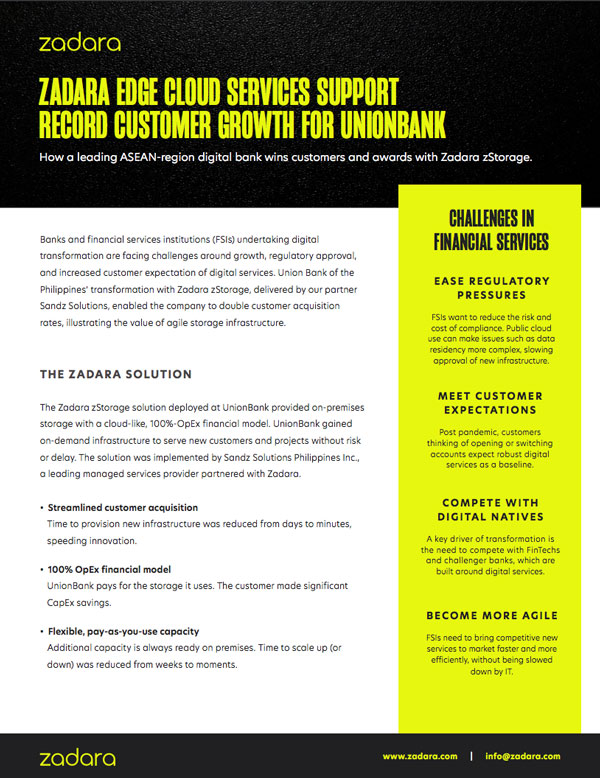 zadara
ZADARA EDGE CLOUD SERVICES SUPPORT
RECORD CUSTOMER GROWTH FOR UNIONBANK
How a leading ASEAN-region digital bank wins customers and awards with Zadara zStorage.
Banks and financial services institutions (FSIs) undertaking digital
transformation are facing challenges around growth, regulatory approval,
and increased customer expectation of digital services. Union Bank of the
Philippines' transformation with Zadara zStorage, delivered by our partner
Sandz Solutions, enabled the company to double customer acquisition
rates, illustrating the value of agile storage infrastructure.
THE ZADARA SOLUTION
The Zadara zStorage solution deployed at UnionBank provided on-premises
storage with a cloud-like, 100%-OpEx financial model. UnionBank gained
on-demand infrastructure to serve new customers and projects without risk
or delay. The solution was implemented by Sandz Solutions Philippines Inc.,
a leading managed services provider partnered with Zadara.
• Streamlined customer acquisition
Time to provision new infrastructure was reduced from days to minutes,
speeding innovation.
• 100% OpEx financial model
UnionBank pays for the storage it uses. The customer made significant
CapEx savings.
• Flexible, pay-as-you-use capacity
Additional capacity is always ready on premises. Time to scale up (or
down) was reduced from weeks to moments.
CHALLENGES IN
FINANCIAL SERVICES
EASE REGULATORY
PRESSURES
FSIs want to reduce the risk and
cost of compliance. Public cloud
use can make issues such as data
residency more complex, slowing
approval of new infrastructure.
MEET CUSTOMER
EXPECTATIONS
Post pandemic, customers
thinking of opening or switching
accounts expect robust digital
services as a baseline.
COMPETE WITH
DIGITAL NATIVES
A key driver of transformation is
the need to compete with FinTechs
and challenger banks, which are
built around digital services.
BECOME MORE AGILE
FSIs need to bring competitive new
services to market faster and more
efficiently, without being slowed
down by IT.
zadara
www.zadara.com | info@zadara.com